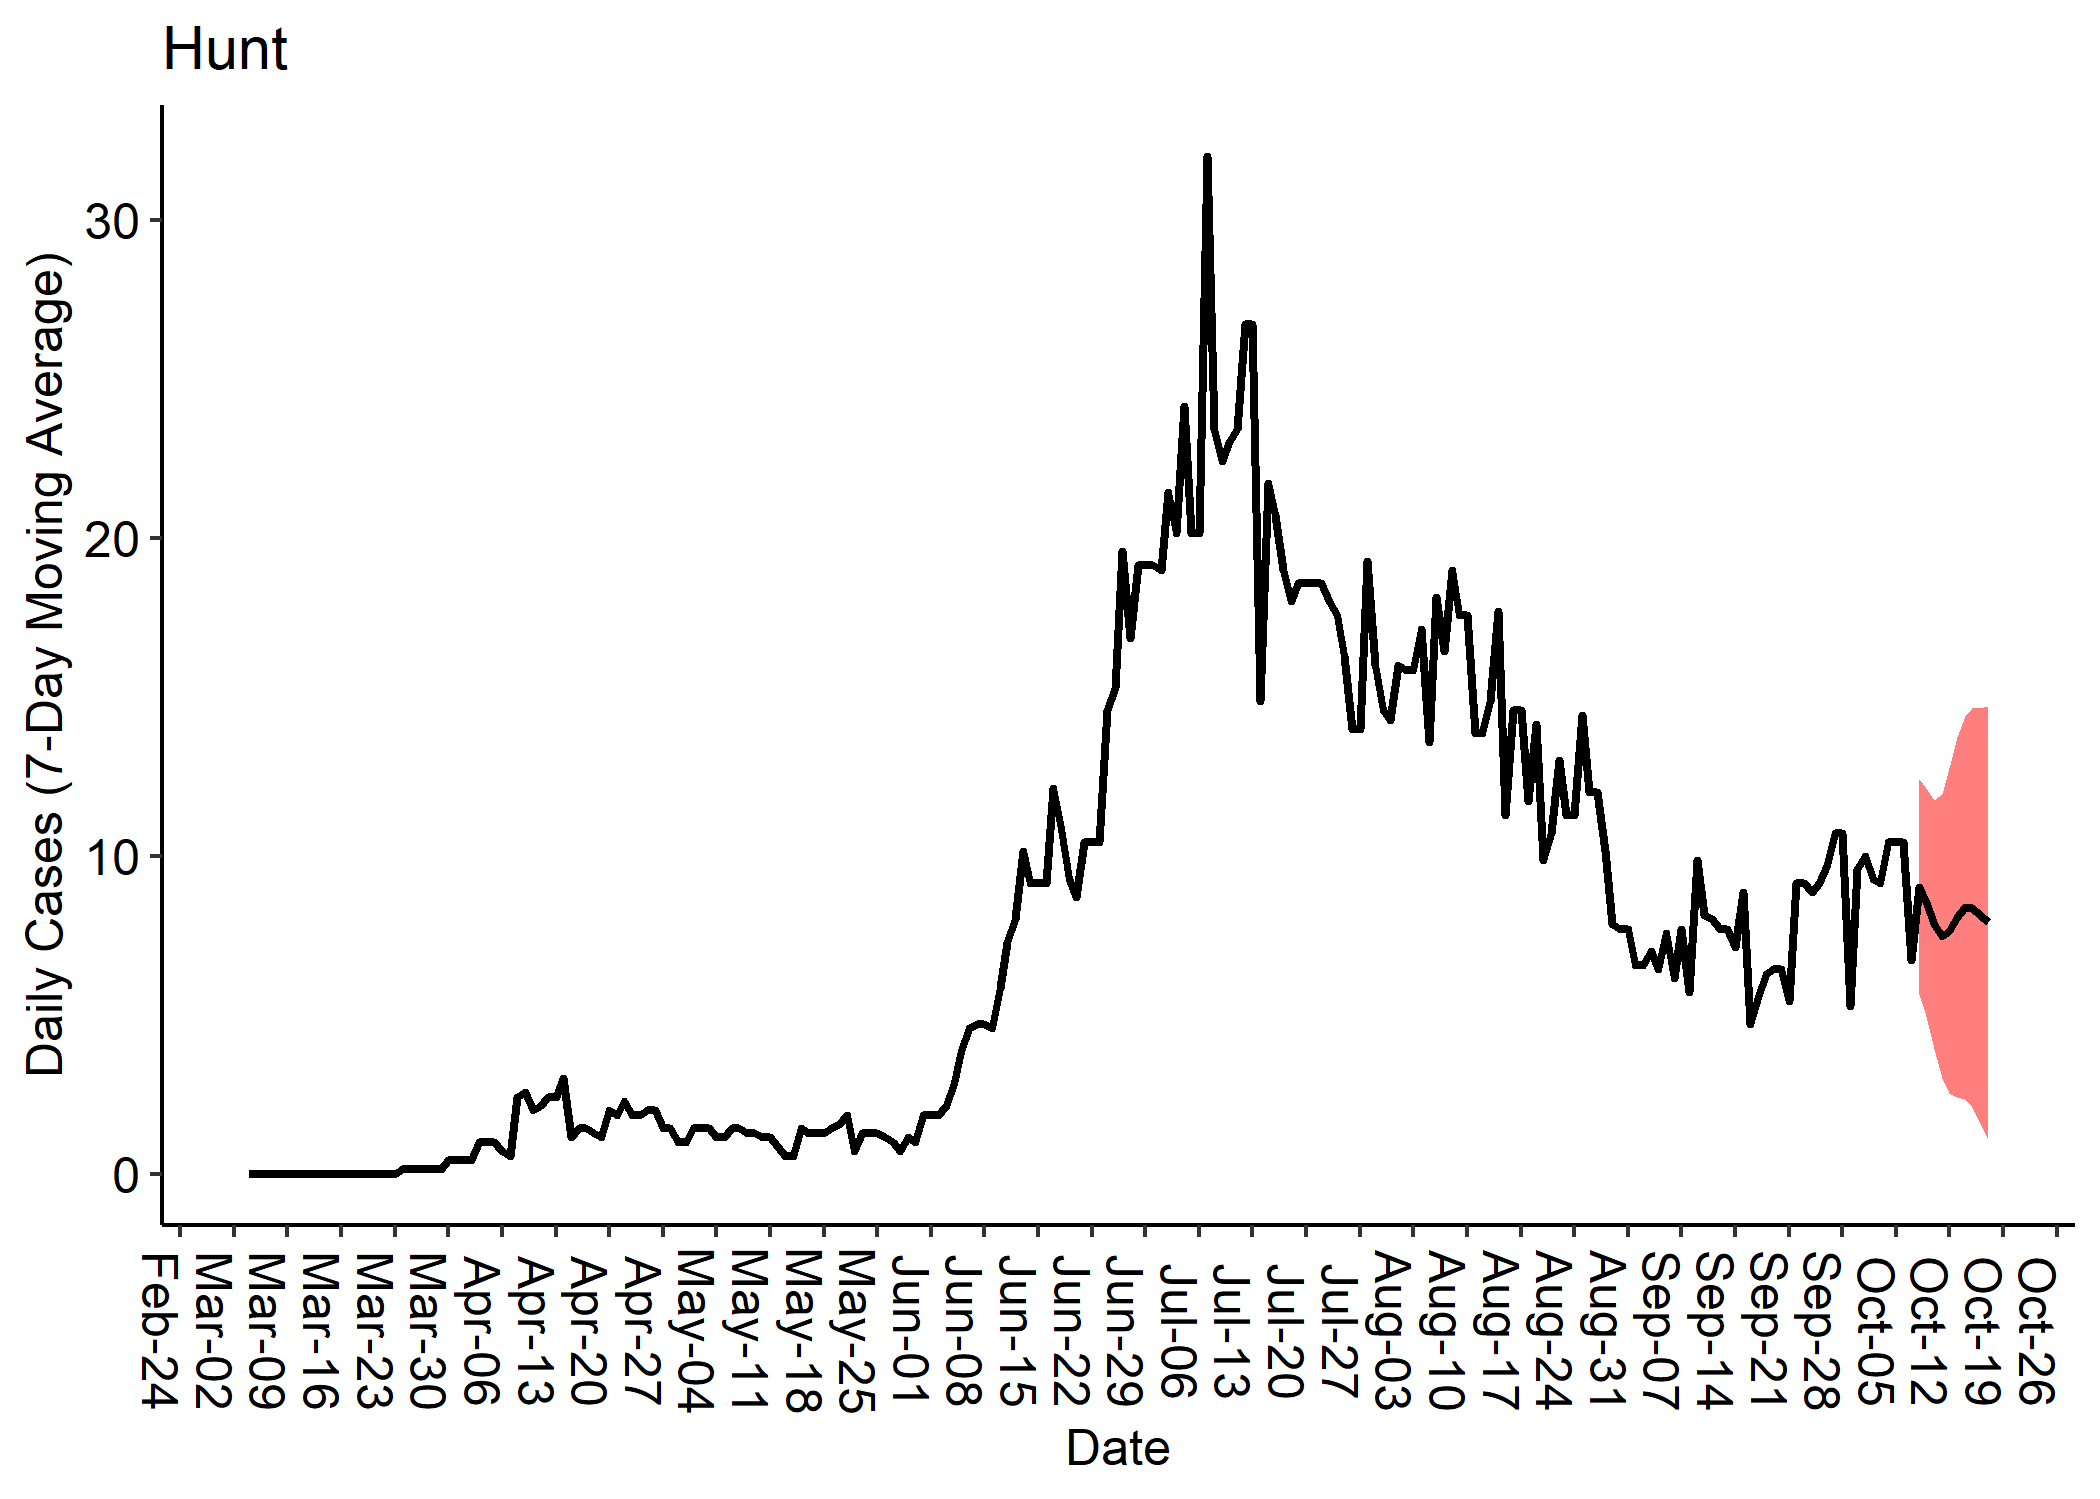 Hunt
Daily Cases (7-Day Moving Average)
30
20
10
0
Feb-24
Mar-02
Mar-09
Mar-16
Mar-23
Mar-30
Apr-06
Apr-13
Apr-20
Apr-27
May-04
May-11
May-18
May-25
Jun-01
Jun-08
Jun-15
Jun-22
Jun-29
Jul-06
Jul-13
Jul-20
Jul-27
Aug-03
Aug-10
Aug-17
Aug-24
Aug-31
Sep-07
Sep-14
Sep-21
Sep-28
Oct-05
Oct-12
Oct-19
Oct-26
Date